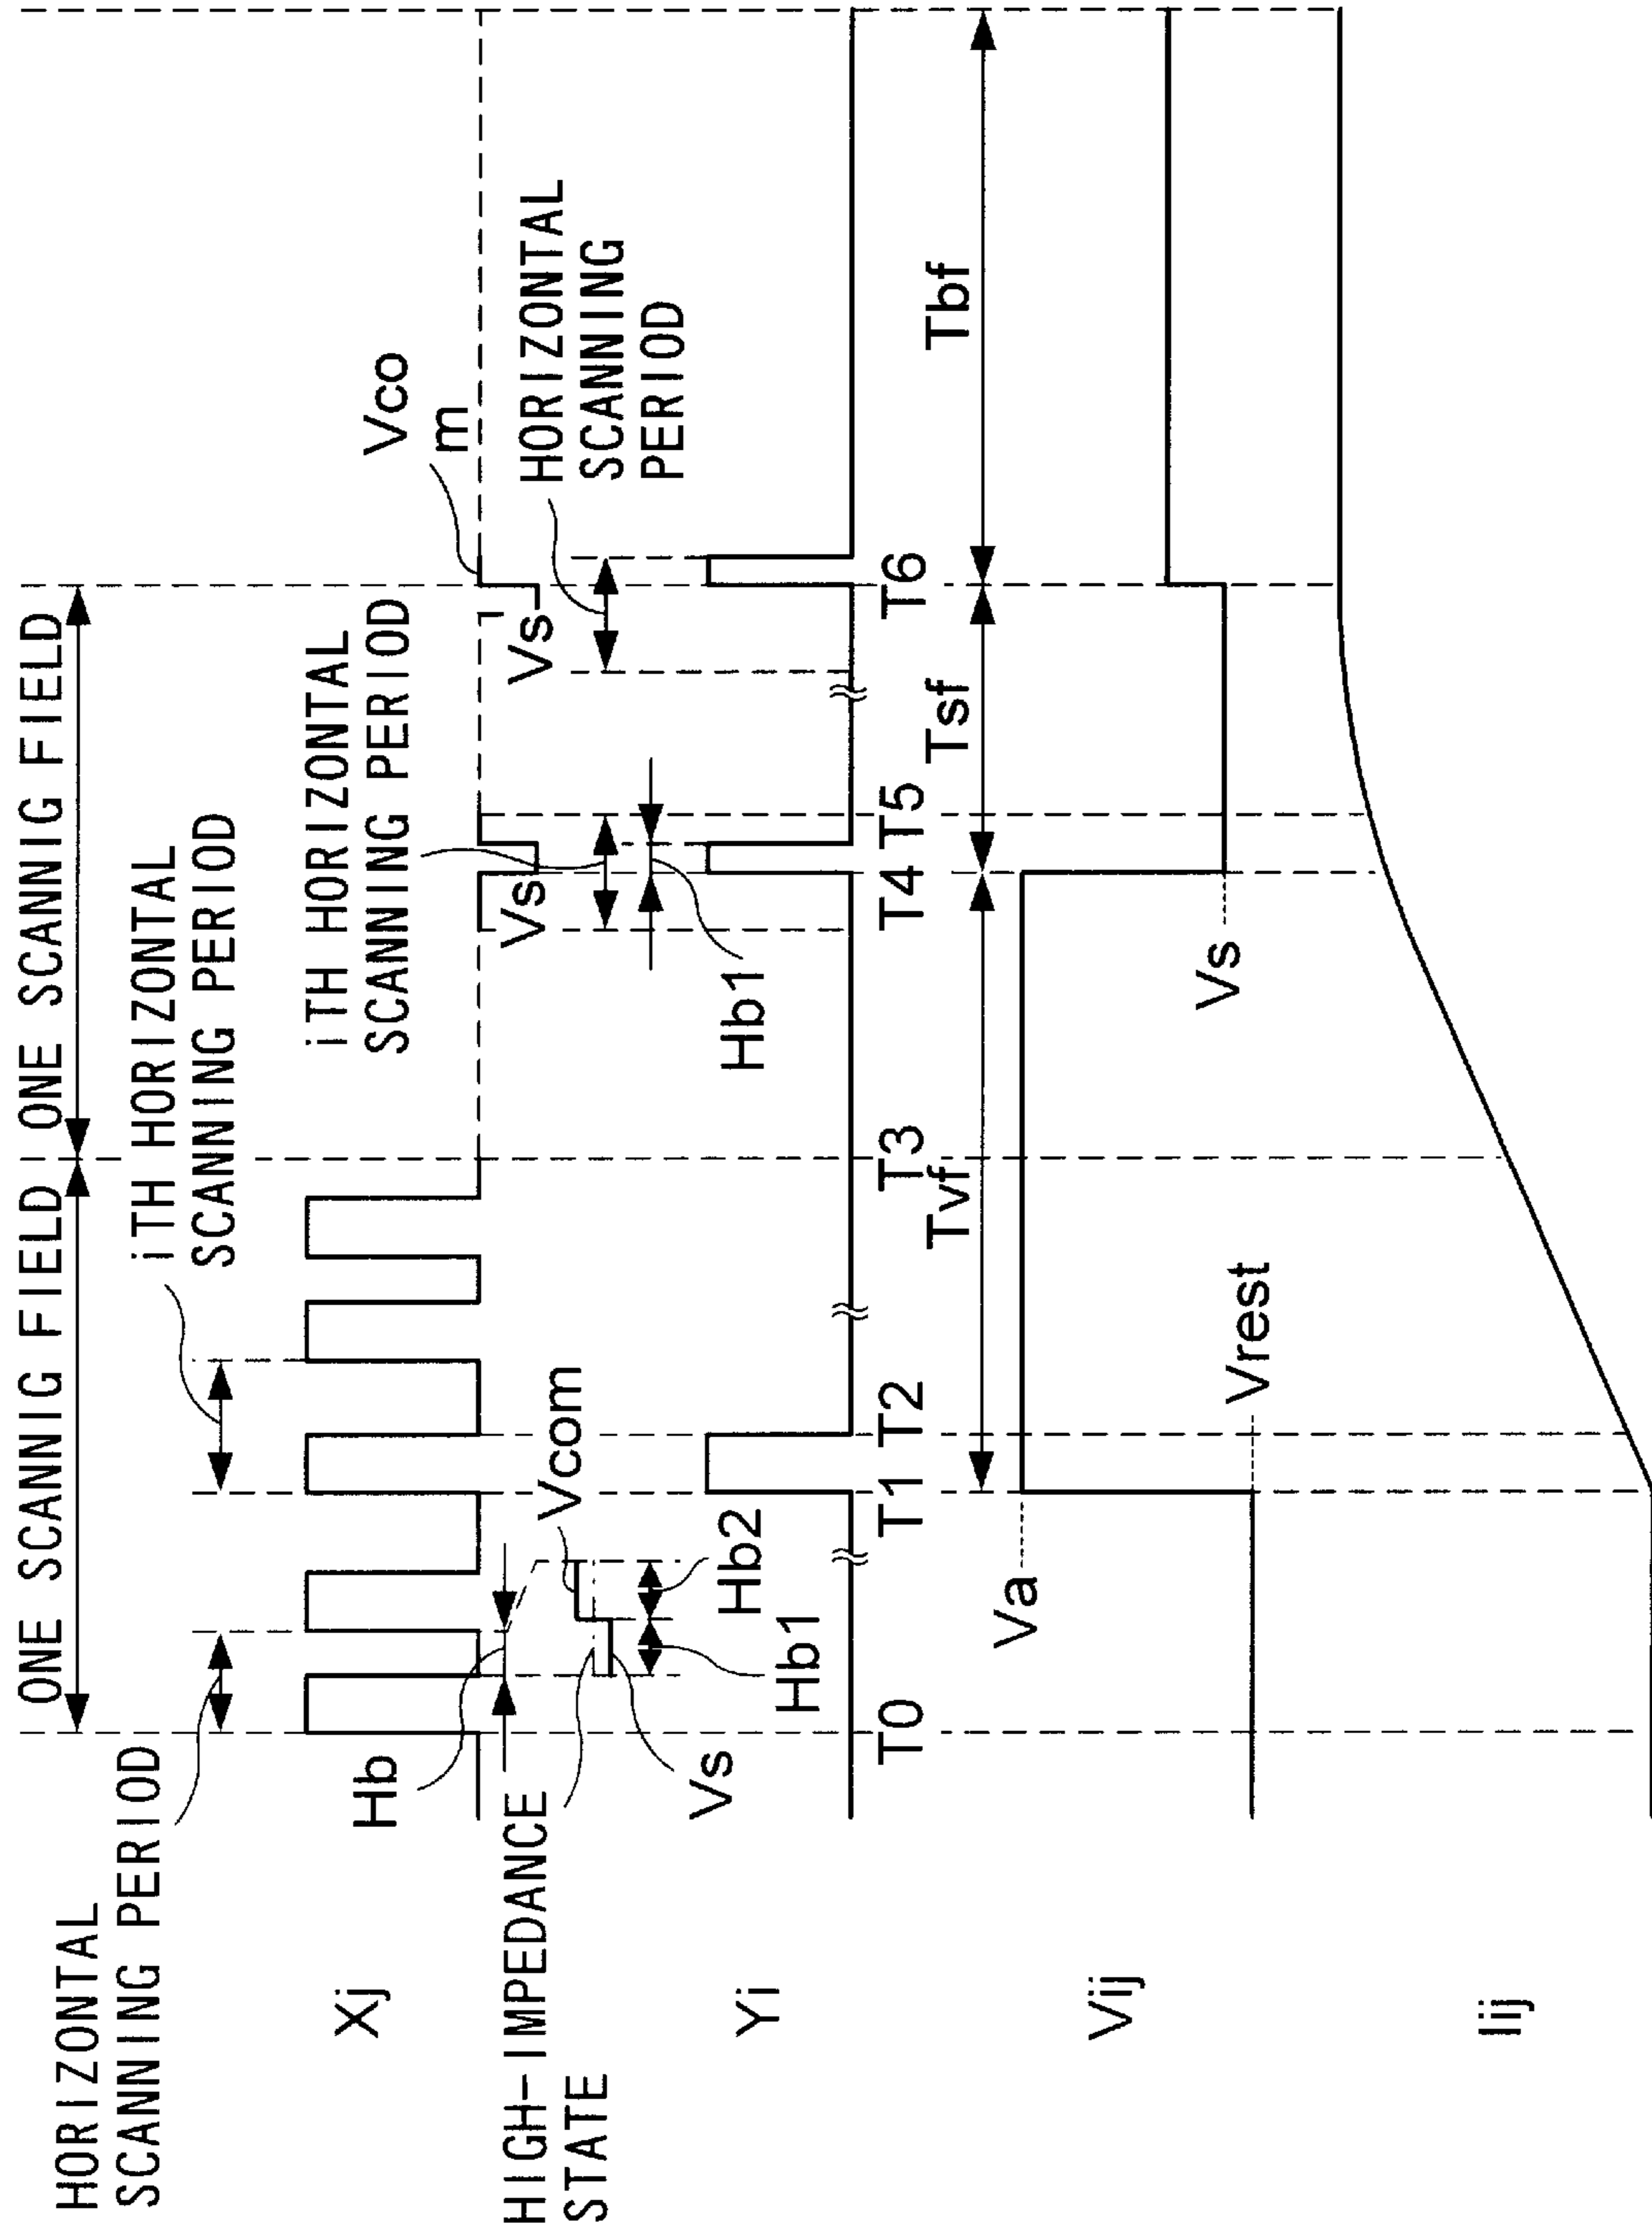 ONE SCANNIG FIELD
ONE SCANNIG FIELD
HORIZONTAL
SCANNING PERIOD
iTH HORIZONTAL
SCANNING PERIOD
iTH HORIZONTAL
SCANNING PERIOD
Xj
Hb
Vco
m
Vs
Vs
HORIZONTAL
SCANNING
PERIOD
HIGH-IMPEDANCE
STATE
Vcom
Vs
Hb1
Hb2
Hb1
Yi
T0
T1
T2
T3
T4
T5
T6
Tvf
Tsf
Tbf
Vij
Va
Vrest
Vs
Iij